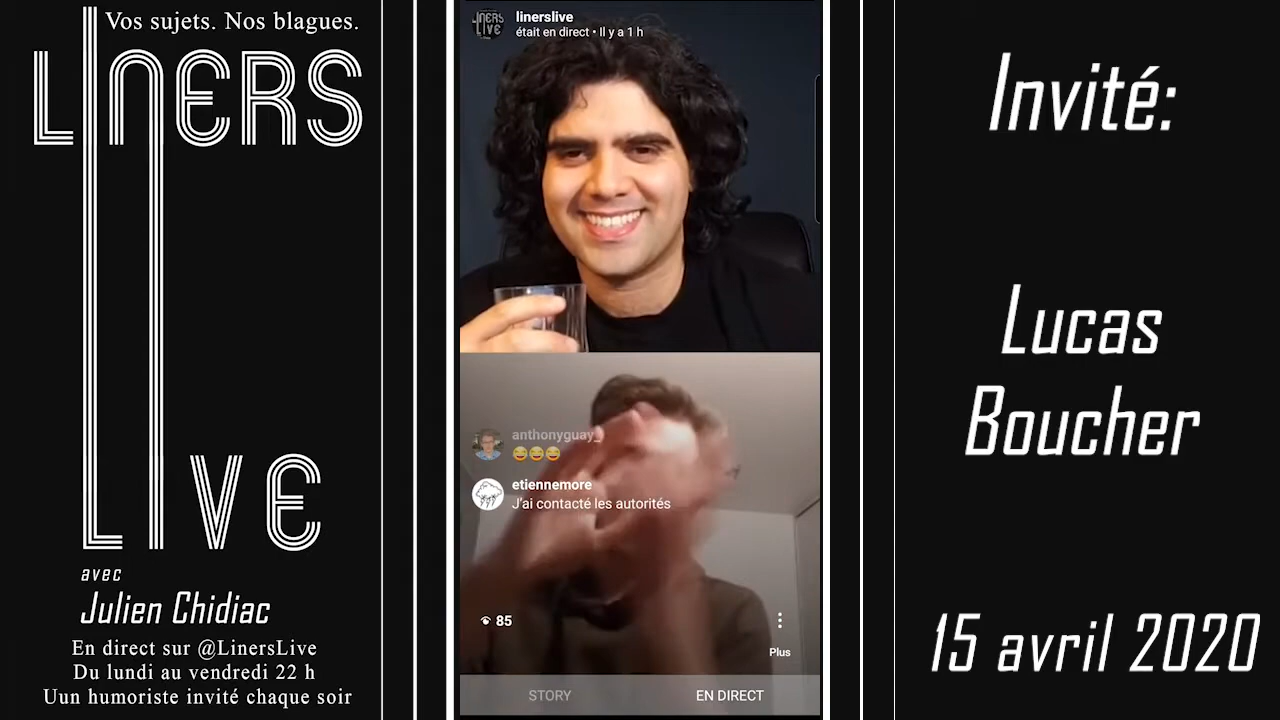 Vos sujets. Nos blagues.
LINERS
LIVE
avec
Julien Chidiac
En direct sur @LinersLive
Du lundi au vendredi 22 h
Uun humoriste invité chaque soir
LINERS
LIVE
linerslive
était en direct • Il y a 1 h
anthonyguay_
😂😂😂
etiennemore
J'ai contacté les autorités
85
Plus
STORY
EN DIRECT
Invité:
Lucas
Boucher
15 avril 2020